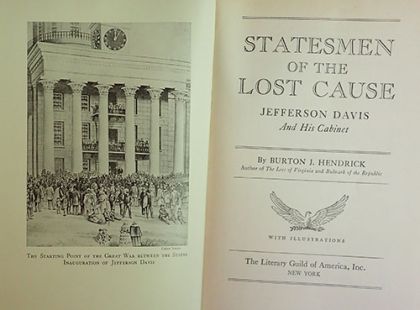 THE STARTING POINT OF THE GREAT WAR BETWEEN THE STATES
INAUGURATION OF JEFFERSON DAVIS
STATESMEN
OF THE
LOST CAUSE
JEFFERSON DAVIS
And His Cabinet
By BURTON J. HENDRICK
Author of The Lees of Virginia and Bulwark of the Republic
WITH ILLUSTRATIONS
The Literary Guild of America, Inc.
NEW YORK